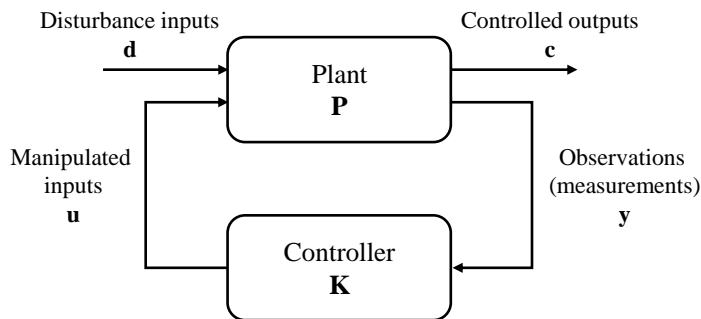 Disturbance inputs
d
Controlled outputs
c
Plant
P
Manipulated
inputs
u
Observations
(measurements)
y
Controller
K